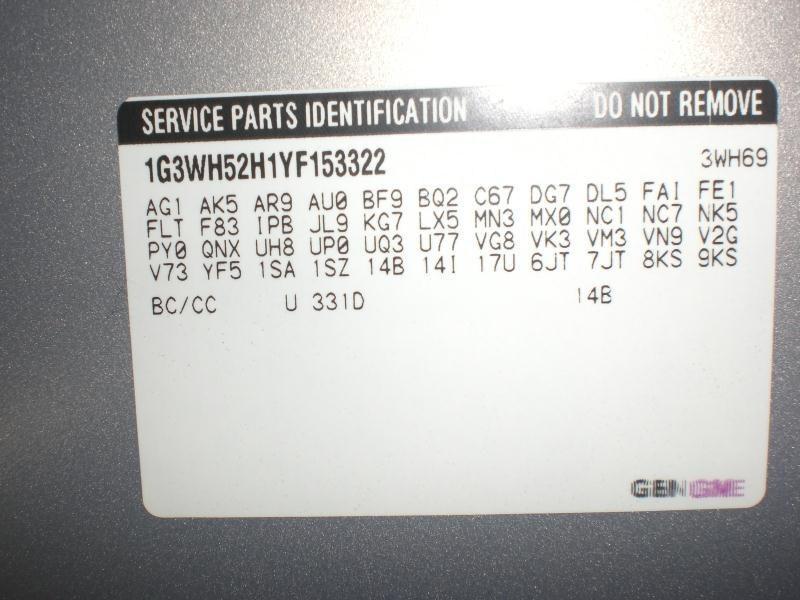 SERVICE PARTS IDENTIFICATION DO NOT REMOVE
1G3WH52H1YF153322 3WH69
AG1 AK5 AR9 AU0 BF9 BQ2 C67 DG7 DL5 FAI FE1
FLT F83 IPB JL9 KG7 LX5 MN3 MX0 NC1 NC7 NK5
PY0 QNX UH8 UP0 UQ3 U77 VG8 VK3 VM3 VN9 V2G
V73 YF5 1SA 1SZ 14B 14I 17U 6JT 7JT 8KS 9KS
BC/CC U 331D 14B